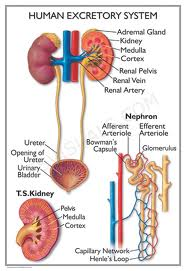 HUMAN EXCRETORY SYSTEM
Adrenal Gland
Kidney
Medulla
Cortex
Renal Pelvis
Renal Vein
Renal Artery
Ureter
Opening of
Ureter
Urinary
Bladder
Nephron
Afferent
Arteriole
Efferent
Arteriole
Bowman's
Capsule
Glomerulus
T.S.Kidney
Pelvis
Medulla
Cortex
Capillary Network
Henle's Loop